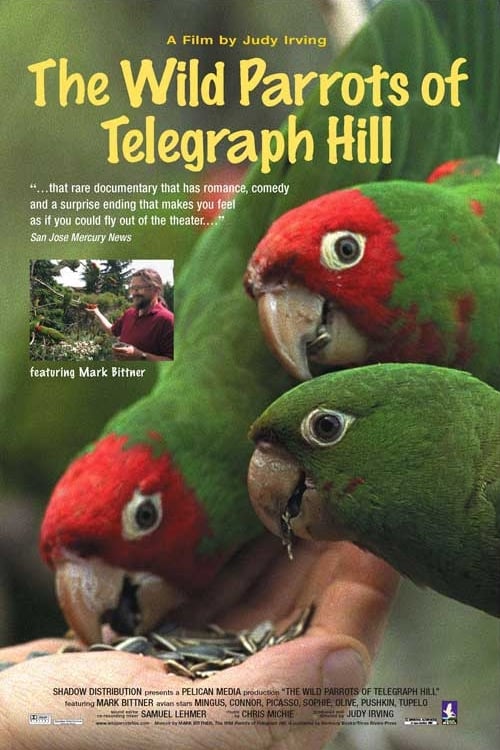 A Film by Judy Irving
The Wild Parrots of
Telegraph Hill
“…that rare documentary that has romance, comedy
and a surprise ending that makes you feel
as if you could fly out of the theater....”
San Jose Mercury News
featuring Mark Bittner
SHADOW DISTRIBUTION presents a PELICAN MEDIA production "THE WILD PARROTS OF TELEGRAPH HILL"
featuring MARK BITTNER avian stars MINGUS, CONNOR, PICASSO, SOPHIE, OLIVE, PUSHKIN, TUPELO
SAMUEL LEHMER music by CHRIS MICHIE JUDY IRVING